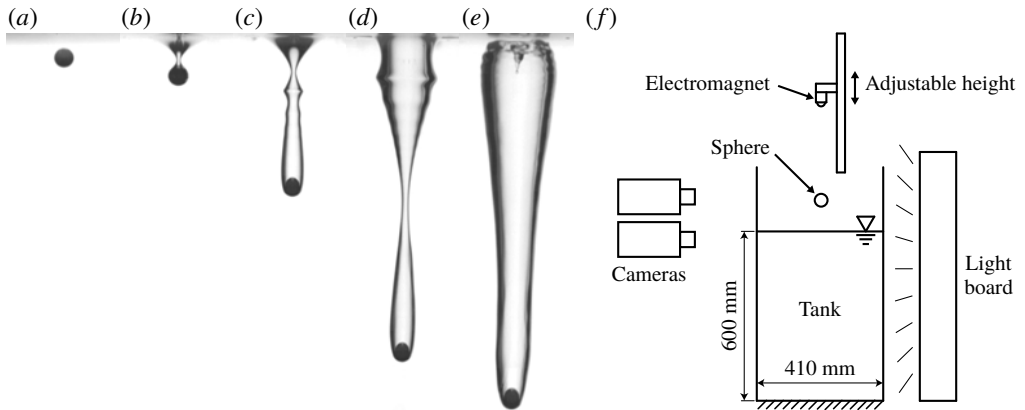 (a)
(b)
(c)
(d)
(e)
(f)
Electromagnet
Adjustable height
Sphere
Cameras
Light
board
Tank
600 mm
410 mm